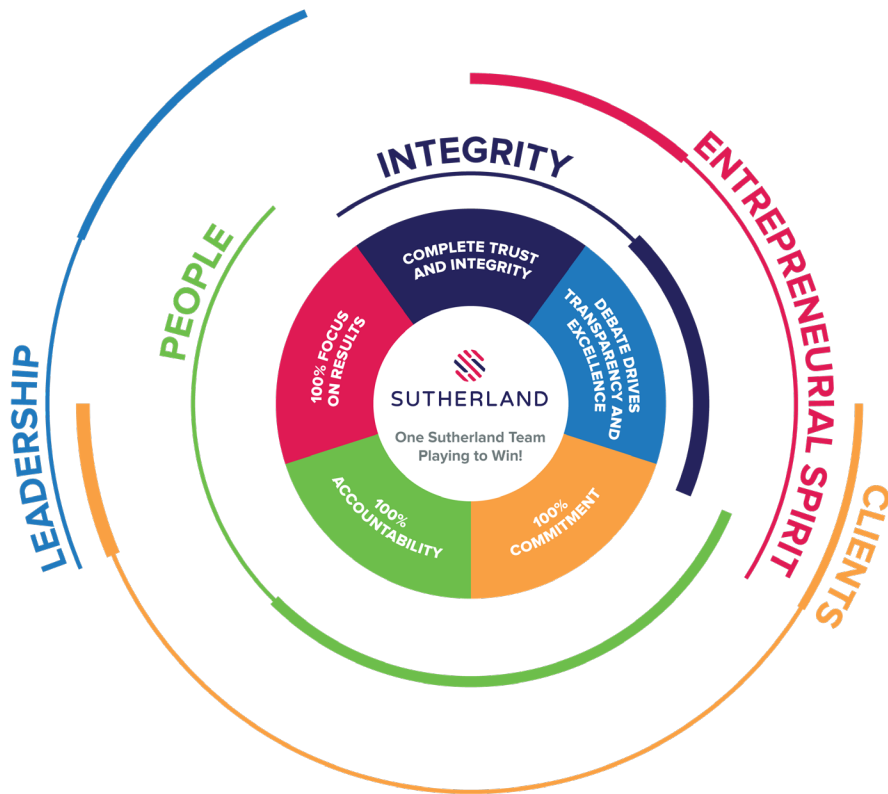 INTEGRITY
ENTREPRENEURIAL SPIRIT
PEOPLE
LEADERSHIP
CLIENTS
COMPLETE TRUST
AND INTEGRITY
DEBATE DRIVES
TRANSPARENCY AND
EXCELLENCE
100% FOCUS
ON RESULTS
SUTHERLAND
One Sutherland Team
Playing to Win!
100%
ACCOUNTABILITY
100%
COMMITMENT